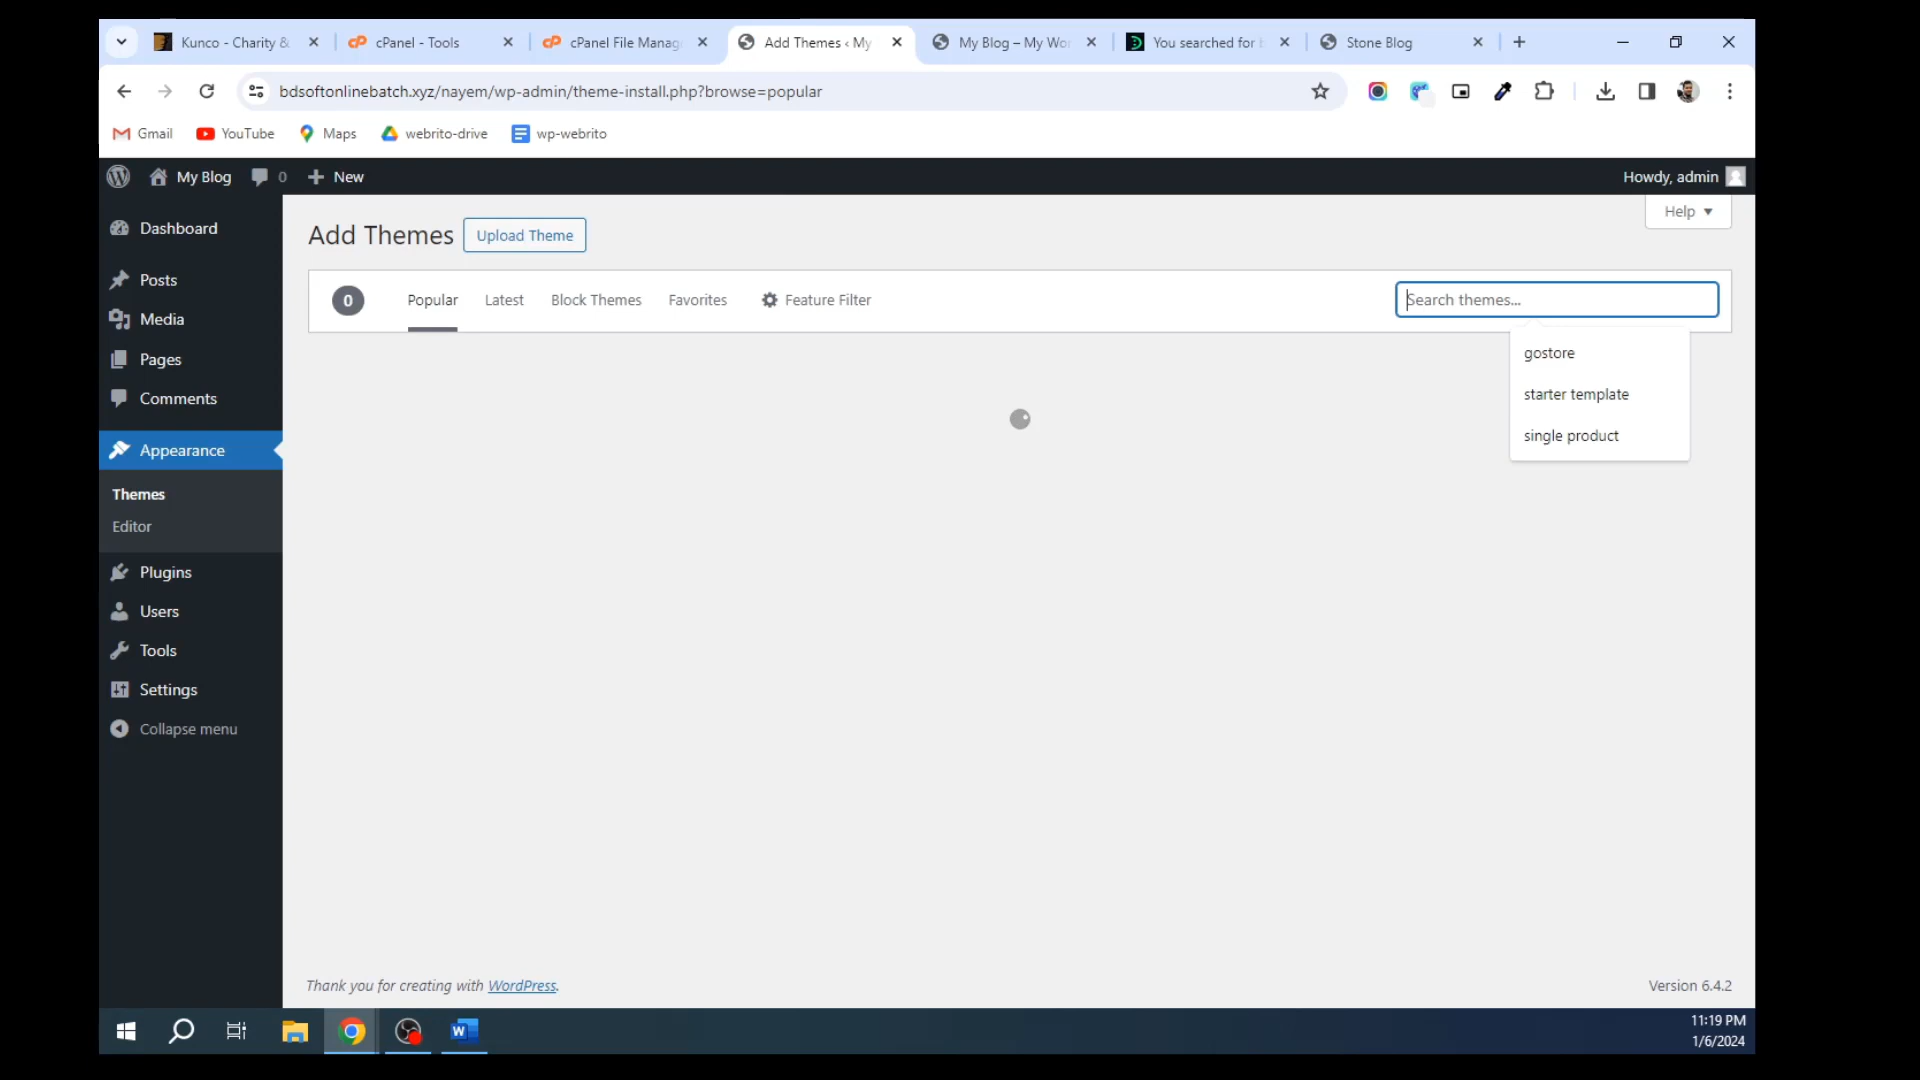 Kunco - Charity &
cPanel - Tools
cPanel File Manag
Add Themes ‹ My
My Blog – My Wor
You searched for b
Stone Blog
bdsoftonlinebatch.xyz/nayem/wp-admin/theme-install.php?browse=popular
Gmail
YouTube
Maps
webrito-drive
wp-webrito
My Blog
0
New
Howdy, admin
Help
Dashboard
Posts
Media
Pages
Comments
Appearance
Themes
Editor
Plugins
Users
Tools
Settings
Collapse menu
Add Themes
Upload Theme
0
Popular
Latest
Block Themes
Favorites
Feature Filter
Search themes...
gostore
starter template
single product
Thank you for creating with WordPress.
Version 6.4.2
11:19 PM
1/6/2024